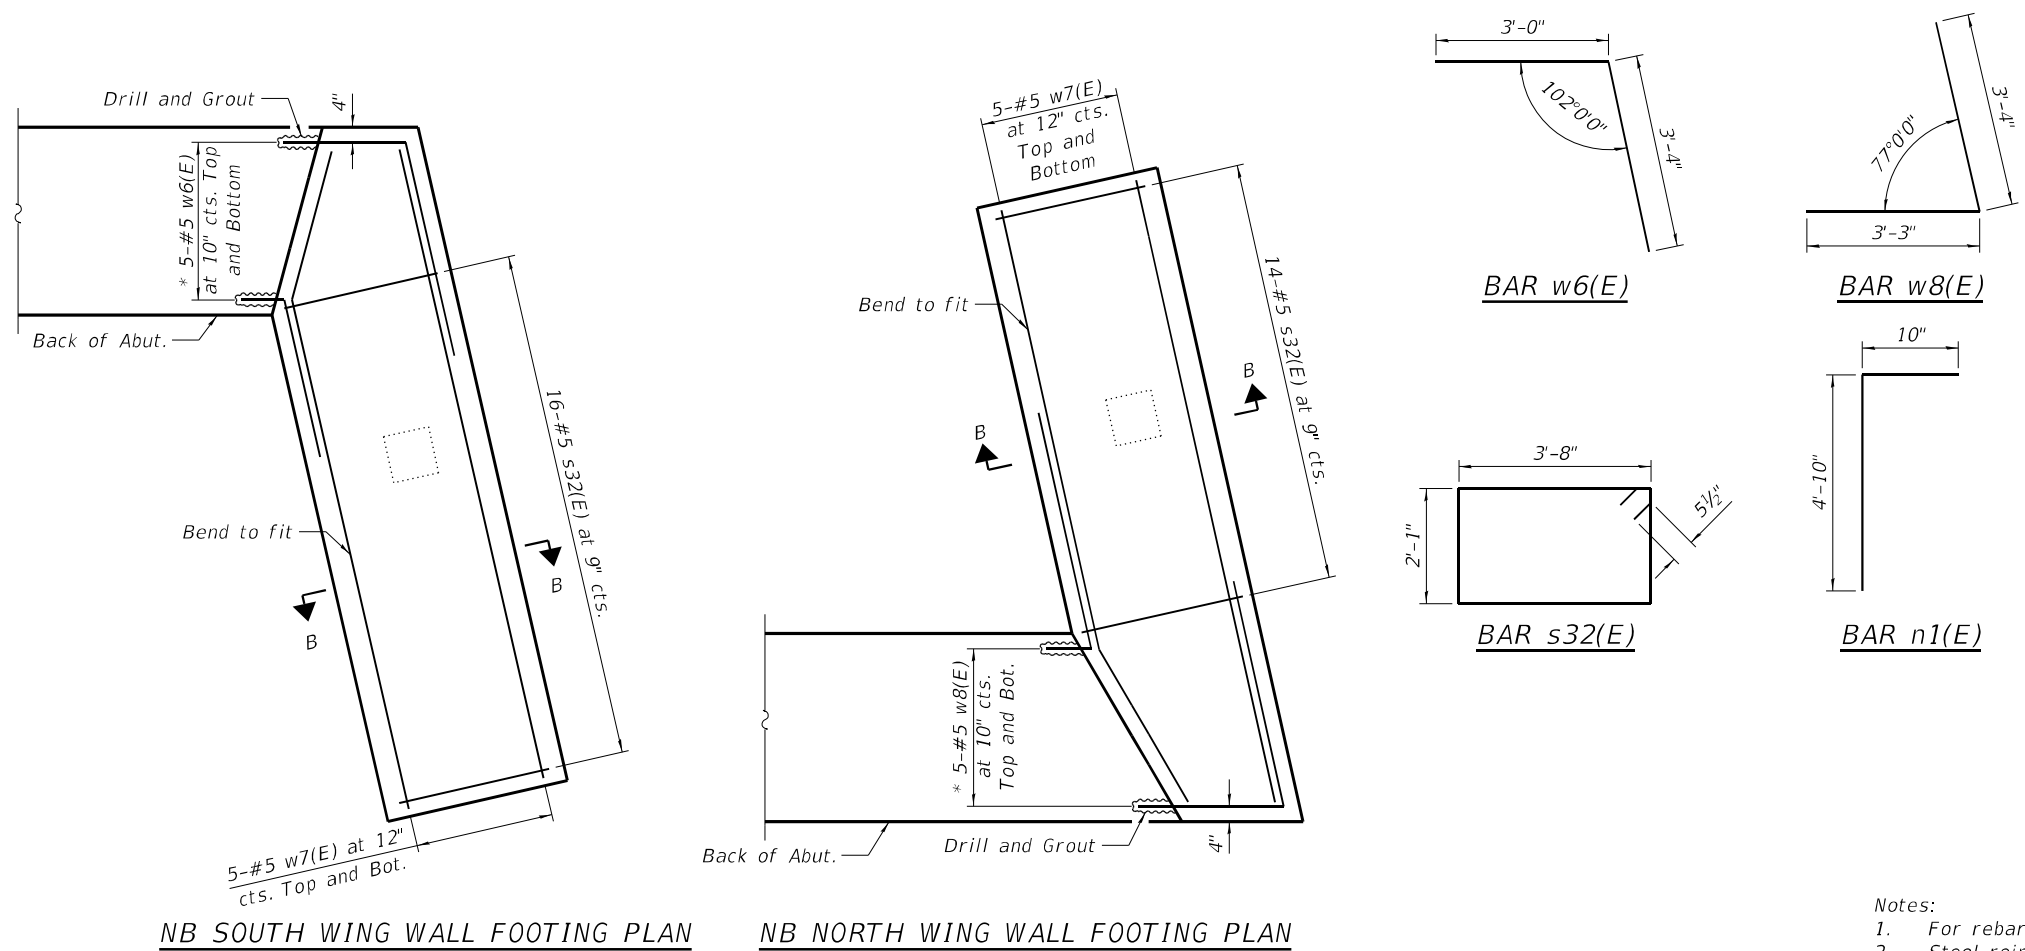 Drill and Grout
4"
* 5-#5 w6(E)
at 10" cts. Top
and Bottom
Back of Abut.
Bend to fit
16-#5 s32(E) at 9" cts.
B
B
5-#5 w7(E) at 12"
cts. Top and Bot.
NB SOUTH WING WALL FOOTING PLAN
5-#5 w7(E)
at 12" cts.
Top and
Bottom
Bend to fit
14-#5 s32(E) at 9" cts.
B
B
* 5-#5 w8(E)
at 10" cts.
Top and Bot.
Back of Abut.
Drill and Grout
4"
NB NORTH WING WALL FOOTING PLAN
3'-0"
102°0'0"
3'-4"
BAR w6(E)
3'-4"
77°0'0"
3'-3"
BAR w8(E)
3'-8"
2'-1"
5½"
BAR s32(E)
10"
4'-10"
BAR n1(E)
Notes:
1. For rebar